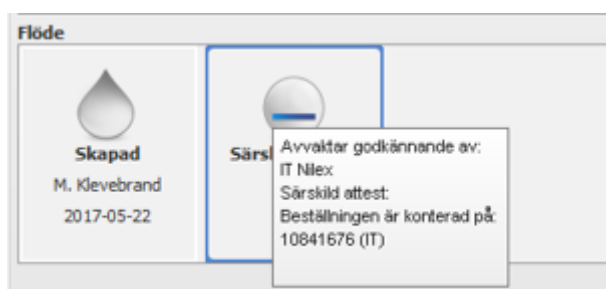 Flöde
Skapad
M. Klevebrand
2017-05-22
Avvaktar godkännande av:
IT Nilex
Särskild attest:
Beställningen är konterad på:
10841676 (IT)